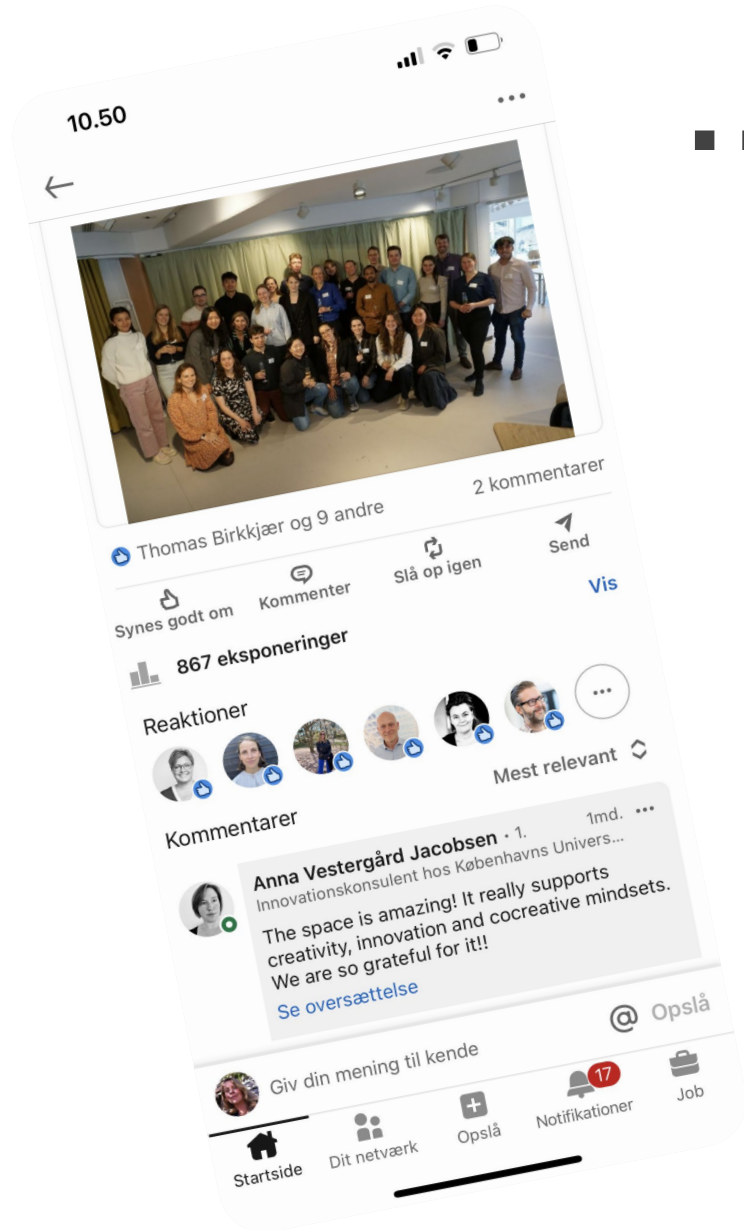 10.50
Thomas Birkkjær og 9 andre
2 kommentarer
Synes godt om
Kommenter
Slå op igen
Send
867 eksponeringer
Vis
Reaktioner
Mest relevant
Kommentarer
Anna Vestergård Jacobsen · 1.
1md.
Innovationskonsulent hos Københavns Univers...
The space is amazing! It really supports
creativity, innovation and cocreative mindsets.
We are so grateful for it!!
Se oversættelse
Giv din mening til kende
@ Opslå
Startside
Dit netværk
Opslå
17
Notifikationer
Job